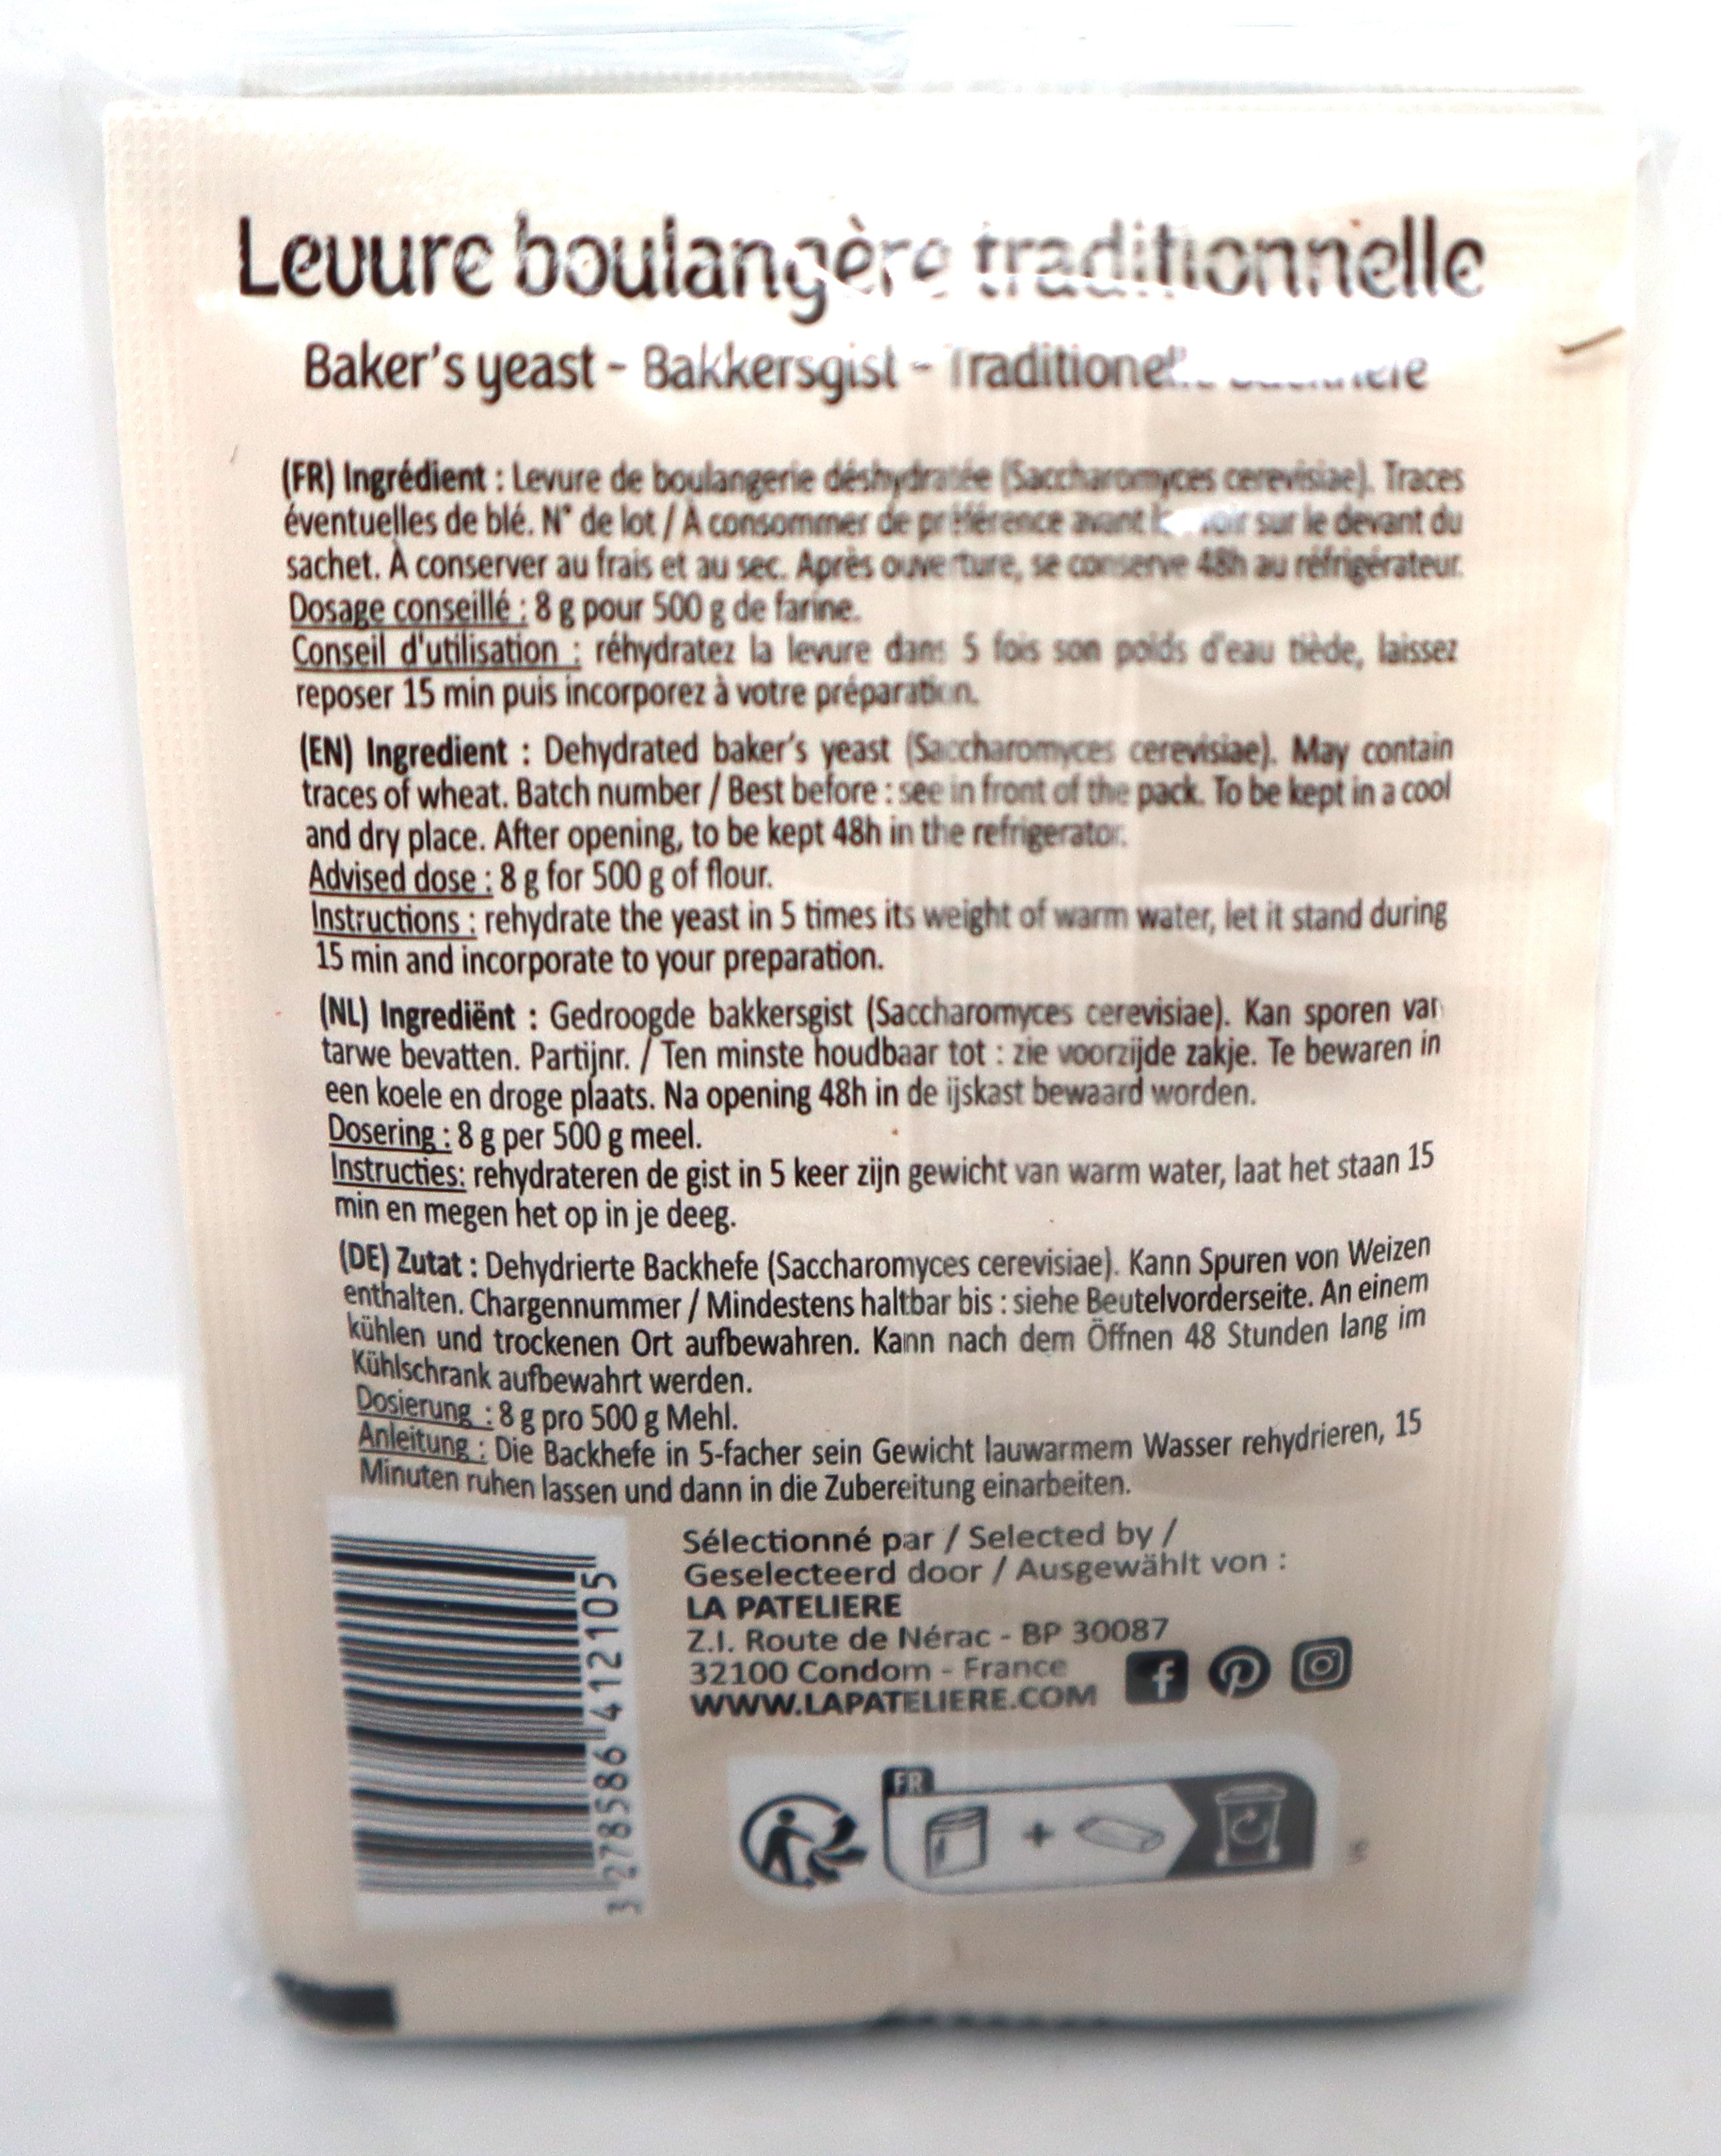 Levure boulangère traditionnelle
Baker's yeast - Bakkersgist -
(FR) Ingrédient : Levure de boulangerie déshydratée (Saccharomyces cerevisiae). Traces
éventuelles de blé. N° de lot / À consommer de préférence avant voir sur le devant du
sachet. À conserver au frais et au sec. Après ouverture, se conserve 48h au réfrigérateur.
Dosage conseillé : 8 g pour 500 g de farine.
Conseil d'utilisation : réhydratez la levure dans 5 fois son poids d'eau tiède, laissez
reposer 15 min puis incorporez à votre préparation.
(EN) Ingredient : Dehydrated baker's yeast (Saccharomyces cerevisiae). May contain
traces of wheat. Batch number / Best before : see in front of the pack. To be kept in a cool
and dry place. After opening, to be kept 48h in the refrigerator.
Advised dose : 8 g for 500 g of flour.
Instructions : rehydrate the yeast in 5 times its weight of warm water, let it stand during
15 min and incorporate to your preparation.
(NL) Ingrediënt : Gedroogde bakkersgist (Saccharomyces cerevisiae). Kan sporen van
tarwe bevatten. Partijnr. / Ten minste houdbaar tot : zie voorzijde zakje. Te bewaren in
een koele en droge plaats. Na opening 48h in de ijskast bewaard worden.
Dosering : 8 g per 500 g meel.
Instructies: rehydrateren de gist in 5 keer zijn gewicht van warm water, laat het staan 15
min en megen het op in je deeg.
(DE) Zutat : Dehydrierte Backhefe (Saccharomyces cerevisiae). Kann Spuren von Weizen
enthalten. Chargennummer / Mindestens haltbar bis : siehe Beutelvorderseite. An einem
kühlen und trockenen Ort aufbewahren. Kann nach dem Öffnen 48 Stunden lang im
Kühlschrank aufbewahrt werden.
Dosierung : 8 g pro 500 g Mehl.
Anleitung : Die Backhefe in 5-facher sein Gewicht lauwarmem Wasser rehydrieren, 15
Minuten ruhen lassen und dann in die Zubereitung einarbeiten.
Sélectionné par / Selected by /
Geselecteerd door / Ausgewählt von :
LA PATELIERE
Z.I. Route de Nérac - BP 30087
32100 Condom - France
WWW.LAPATELIERE.COM
3 278586 412105
FR